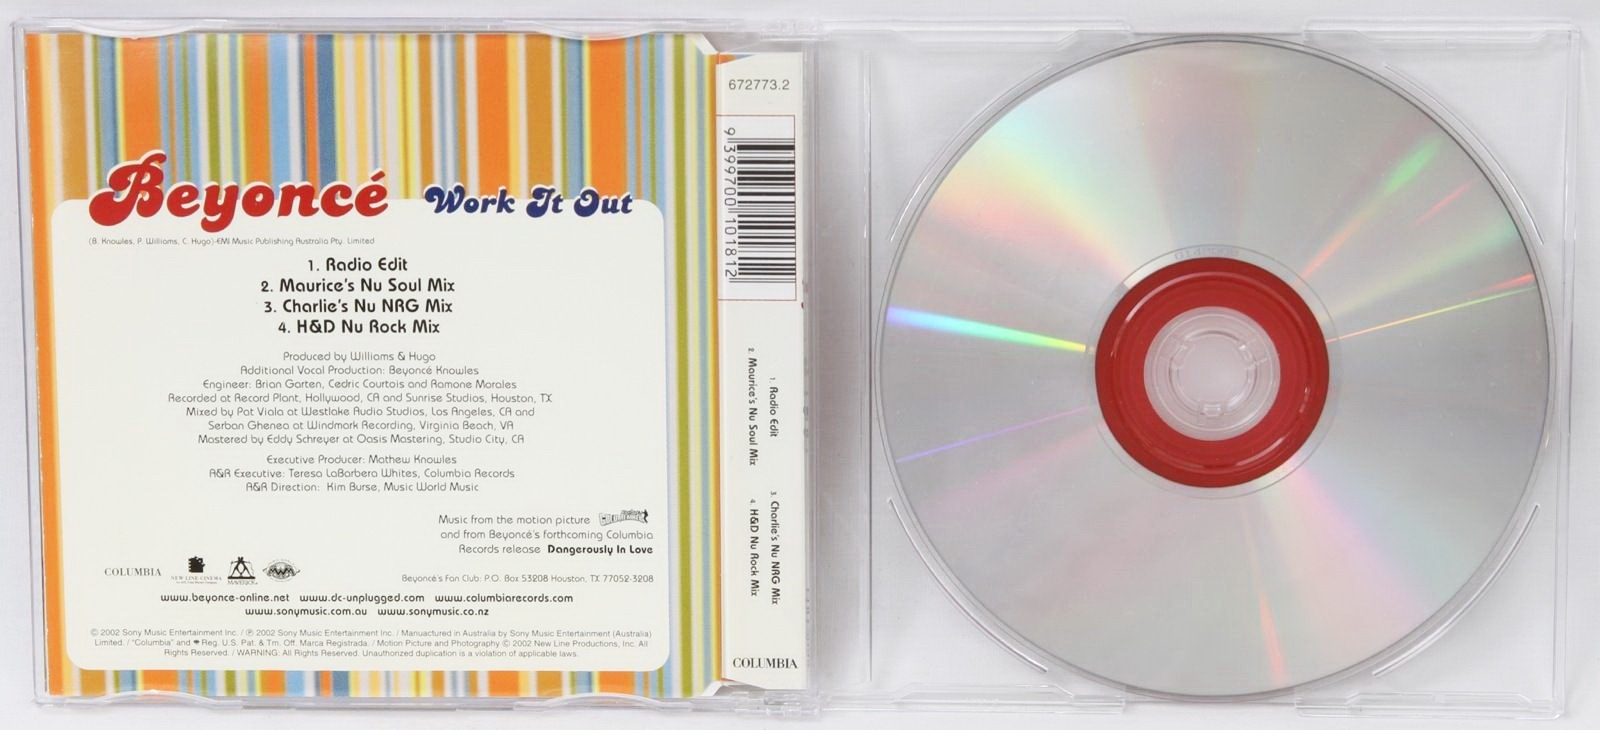 Beyoncé Work It Out
(B. Knowles, P. Williams, C. Hugo)-EMI Music Publishing Australia Pty. Limited
1. Radio Edit
2. Maurice's Nu Soul Mix
3. Charlie's Nu NRG Mix
4. H&D Nu Rock Mix
Produced by Williams & Hugo
Additional Vocal Production: Beyoncé Knowles
Engineer: Brian Garten, Cedric Courtois and Ramone Morales
Recorded at Record Plant, Hollywood, CA and Sunrise Studios, Houston, TX
Mixed by Pat Viala at Westlake Audio Studios, Los Angeles, CA and
Serban Ghenea at Windmark Recording, Virginia Beach, VA
Mastered by Eddy Schreyer at Oasis Mastering, Studio City, CA
Executive Producer: Mathew Knowles
A&R Executive: Teresa LaBarbera Whites, Columbia Records
A&R Direction: Kim Burse, Music World Music
Music from the motion picture
and from Beyoncé's forthcoming Columbia
Records release Dangerously In Love
COLUMBIA NEW LINE CINEMA MAVERICK
Beyoncé's Fan Club: P.O. Box 53208 Houston, TX 77052-3208
www.beyonce-online.net www.dc-unplugged.com www.columbiarecords.com
www.sonymusic.com.au www.sonymusic.co.nz
© 2002 Sony Music Entertainment Inc. / ℗ 2002 Sony Music Entertainment Inc. / Manuactured in Australia by Sony Music Entertainment (Australia)
Limited. / "Columbia" and Reg. U.S. Pat. & Tm. Off. Marca Registrada. / Motion Picture and Photography © 2002 New Line Productions, Inc. All
Rights Reserved. / WARNING: All Rights Reserved. Unauthorized duplication is a violation of applicable laws.
672773.2
9 399700 101812
1. Radio Edit
2. Maurice's Nu Soul Mix
3. Charlie's Nu NRG Mix
4. H&D Nu Rock Mix
COLUMBIA